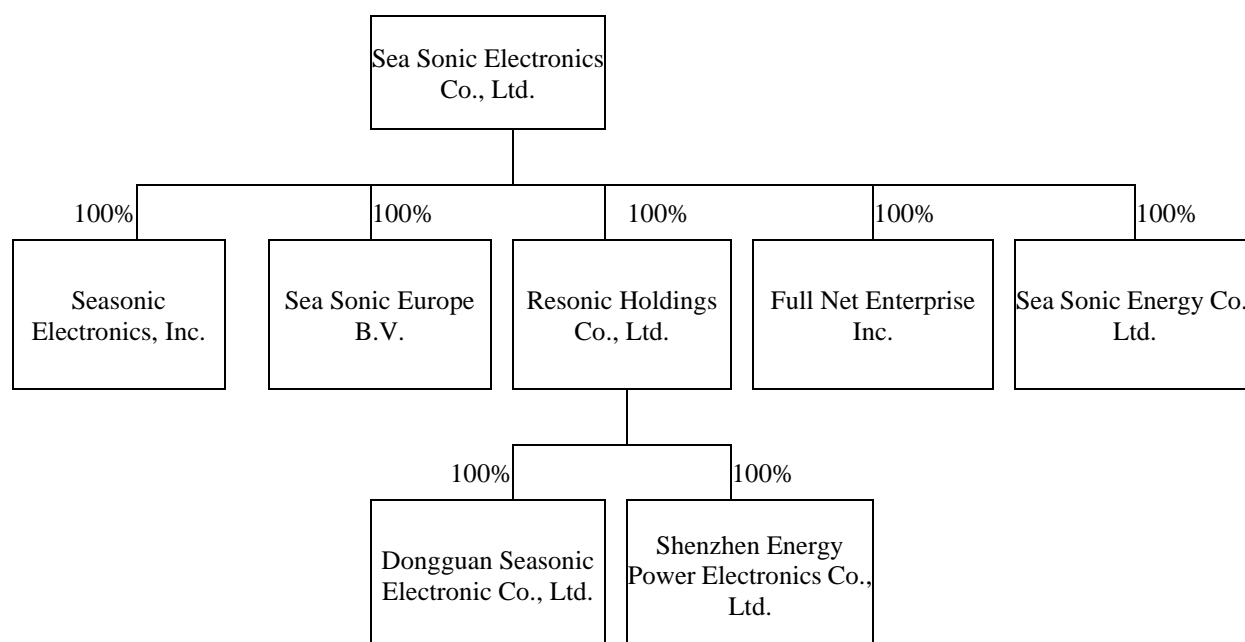 Sea Sonic Electronics
Co., Ltd.
100%
100%
100%
100%
100%
Seasonic
Electronics, Inc.
Sea Sonic Europe
B.V.
Resonic Holdings
Co., Ltd.
Full Net Enterprise
Inc.
Sea Sonic Energy Co.
Ltd.
100%
100%
Dongguan Seasonic
Electronic Co., Ltd.
Shenzhen Energy
Power Electronics Co.,
Ltd.